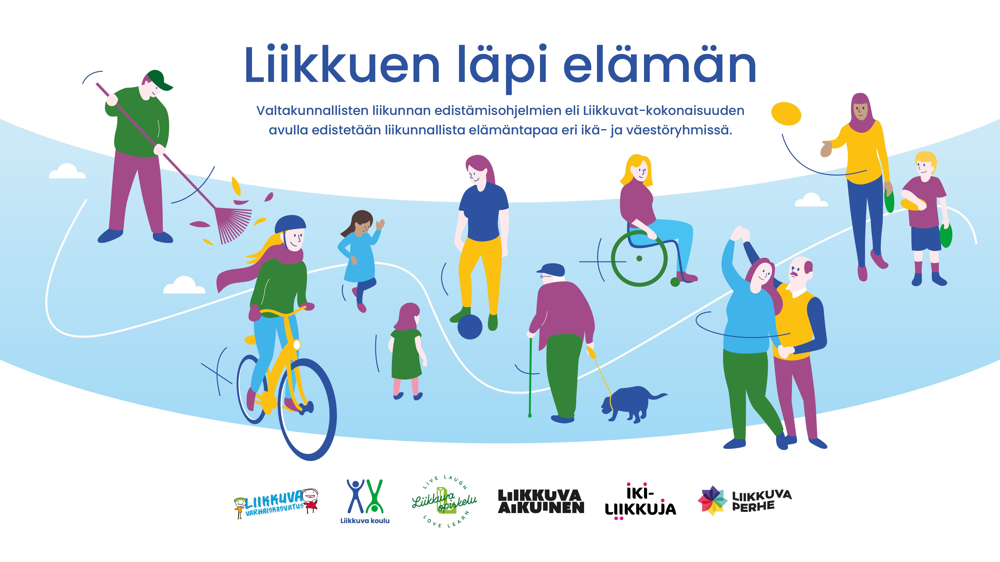 Liikkuen läpi elämän
Valtakunnallisten liikunnan edistämisohjelmien eli Liikkuvat-kokonaisuuden
avulla edistetään liikunnallista elämäntapaa eri ikä- ja väestöryhmissä.
LIIKKUVA
VARHAISKASVATUS
Liikkuva koulu
LIVE LAUGH
Liikkuva
opiskelu
LOVE LEARN
LIIKKUVA
AIKUINEN
IKI-
LIIKKUJA
LIIKKUVA
PERHE